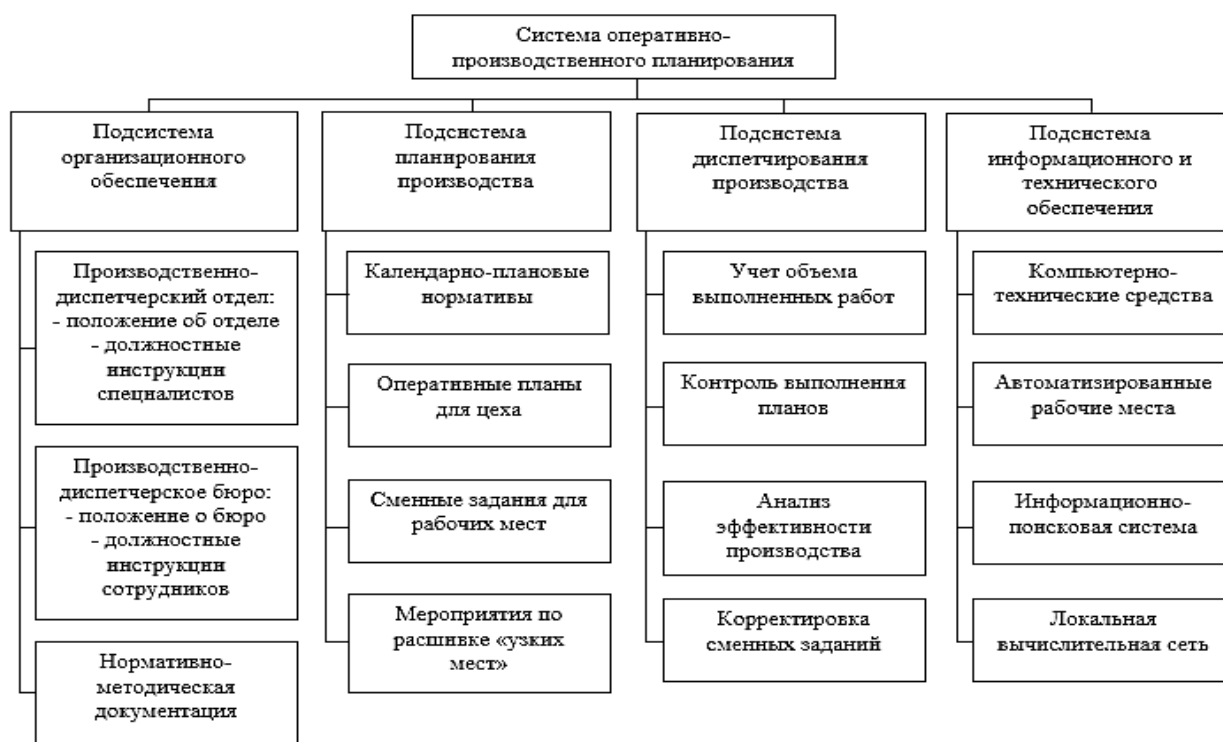 Система оперативно-
производственного планирования
Подсистема
организационного
обеспечения
Производственно-
диспетчерский отдел:
- положение об отделе
- должностные
инструкции
специалистов
Производственно-
диспетчерское бюро:
- положение о бюро
- должностные
инструкции
сотрудников
Нормативно-
методическая
документация
Подсистема
планирования
производства
Календарно-плановые
нормативы
Оперативные планы
для цеха
Сменные задания для
рабочих мест
Мероприятия по
расшивке «узких
мест»
Подсистема
диспетчирования
производства
Учет объема
выполненных работ
Контроль выполнения
планов
Анализ
эффективности
производства
Корректировка
сменных заданий
Подсистема
информационного и
технического
обеспечения
Компьютерно-
технические средства
Автоматизированные
рабочие места
Информационно-
поисковая система
Локальная
вычислительная сеть